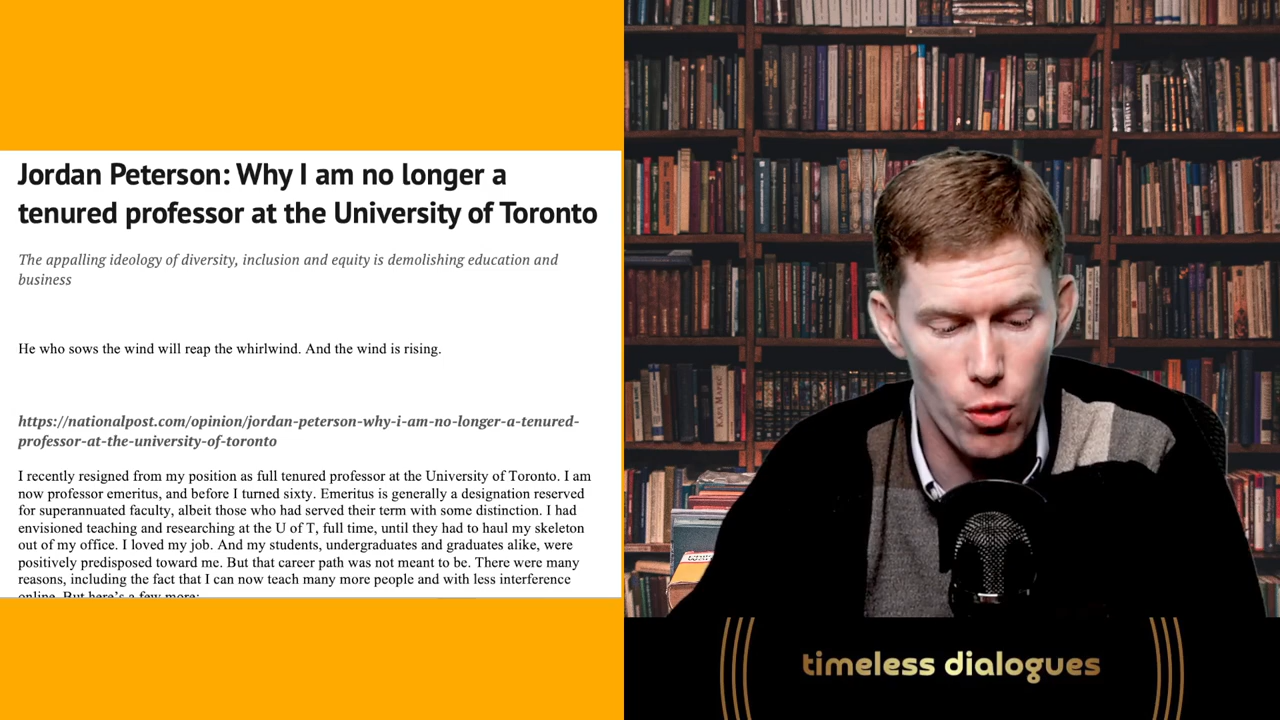 Jordan Peterson: Why I am no longer a
tenured professor at the University of Toronto
The appalling ideology of diversity, inclusion and equity is demolishing education and
business
He who sows the wind will reap the whirlwind. And the wind is rising.
https://nationalpost.com/opinion/jordan-peterson-why-i-am-no-longer-a-tenured-
professor-at-the-university-of-toronto
I recently resigned from my position as full tenured professor at the University of Toronto. I am
now professor emeritus, and before I turned sixty. Emeritus is generally a designation reserved
for superannuated faculty, albeit those who had served their term with some distinction. I had
envisioned teaching and researching at the U of T, full time, until they had to haul my skeleton
out of my office. I loved my job. And my students, undergraduates and graduates alike, were
positively predisposed toward me. But that career path was not meant to be. There were many
reasons, including the fact that I can now teach many more people and with less interference
online. But here's a few more:
КАРЛ МАРКС
timeless dialogues